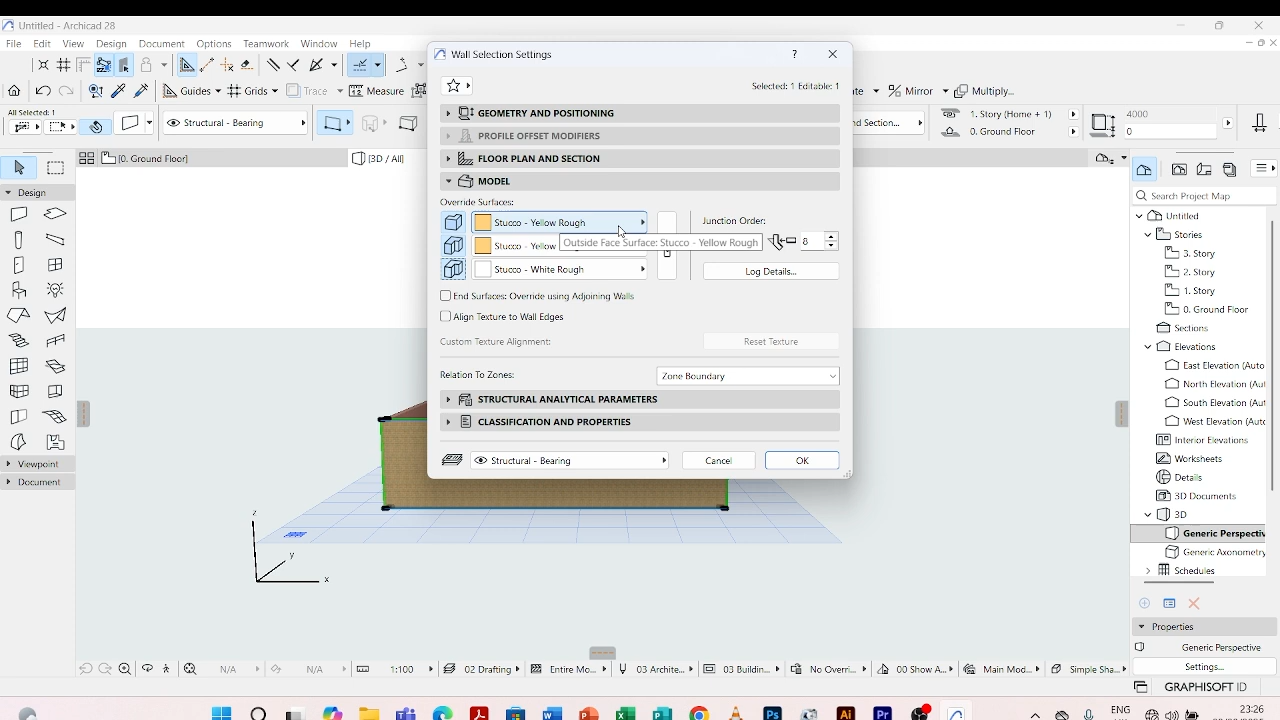 Untitled - Archicad 28
File Edit View Design Document Options Teamwork Window Help
Wall Selection Settings
?
Guides Grids Trace Measure
Mirror Multiply...
Selected: 1 Editable: 1
All Selected: 1
Structural - Bearing
1. Story (Home + 1)
0. Ground Floor
4000
0
[0. Ground Floor]
[3D / All]
GEOMETRY AND POSITIONING
PROFILE OFFSET MODIFIERS
FLOOR PLAN AND SECTION
MODEL
Override Surfaces:
Stucco - Yellow Rough
Junction Order:
Stucco - Yellow
Outside Face Surface: Stucco - Yellow Rough
8
Stucco - White Rough
Log Details...
End Surfaces: Override using Adjoining Walls
Align Texture to Wall Edges
Custom Texture Alignment:
Reset Texture
Relation To Zones:
Zone Boundary
STRUCTURAL ANALYTICAL PARAMETERS
CLASSIFICATION AND PROPERTIES
Structural - Bearing
Cancel
OK
Design
Viewpoint
Document
z
y
x
Search Project Map
Untitled
Stories
3. Story
2. Story
1. Story
0. Ground Floor
Sections
Elevations
East Elevation (Auto
North Elevation (Aut
South Elevation (Aut
West Elevation (Auto
Interior Elevations
Worksheets
Details
3D Documents
3D
Generic Perspectiv
Generic Axonometry
Schedules
Properties
Generic Perspective
Settings...
N/A
N/A
1:100
02 Drafting
Entire Mo...
03 Archite...
03 Buildin...
No Overri...
00 Show A...
Main Mod...
Simple Sha...
GRAPHISOFT ID
ENG
23:26